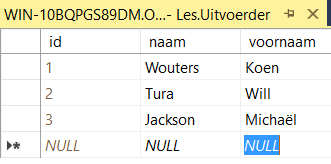 WIN-10BQPGS89DM.O...- Les.Uitvoerder
id naam voornaam
1 Wouters Koen
2 Tura Will
3 Jackson Michaël
NULL NULL NULL